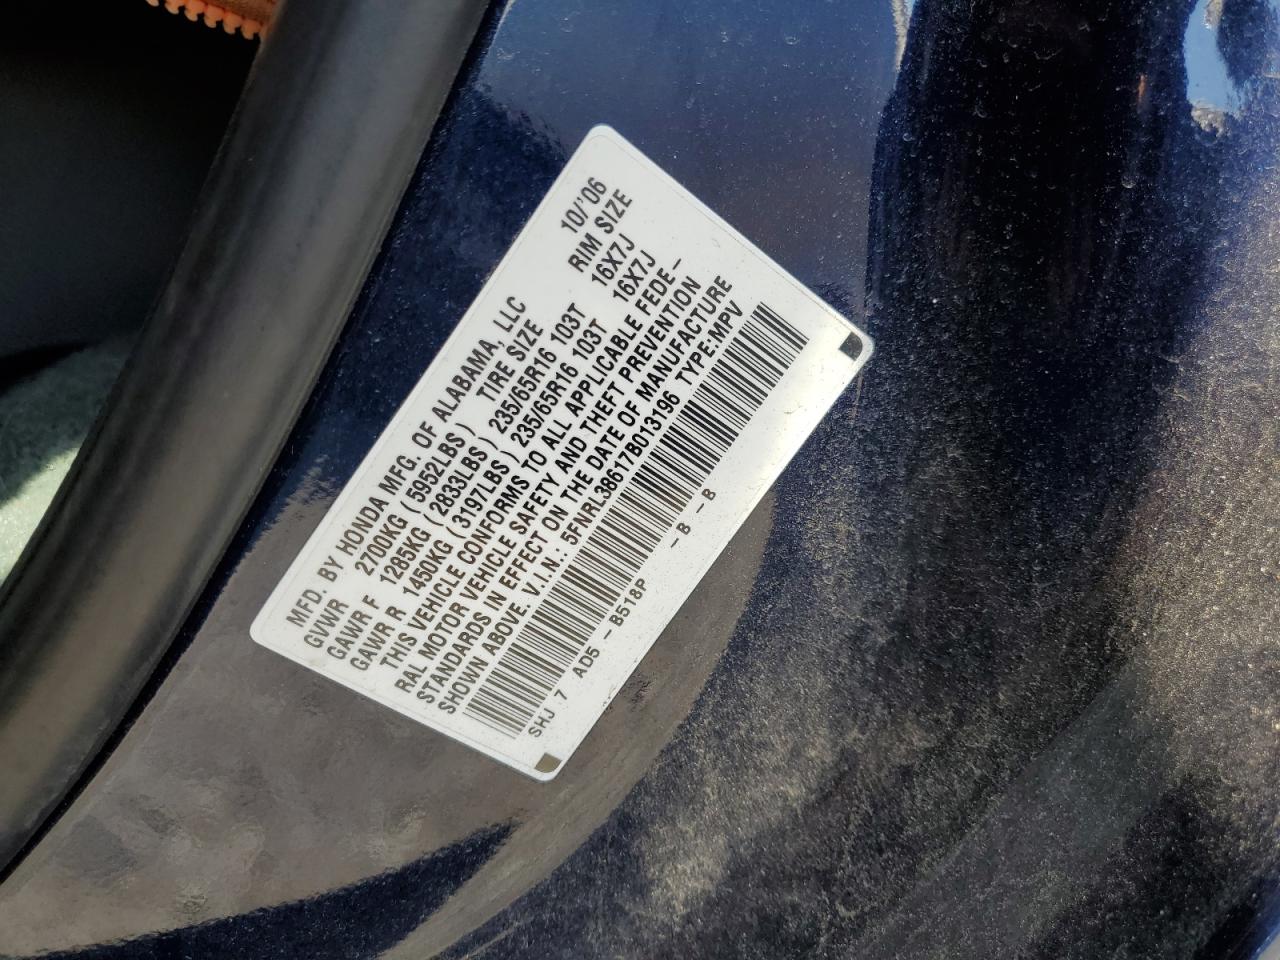 MFD. BY HONDA MFG. OF ALABAMA, LLC 10/'06
GVWR 2700KG (5952LBS) TIRE SIZE RIM SIZE
GAWR F 1285KG (2833LBS) 235/65R16 103T 16X7J
GAWR R 1450KG (3197LBS) 235/65R16 103T 16X7J
THIS VEHICLE CONFORMS TO ALL APPLICABLE FEDE-
RAL MOTOR VEHICLE SAFETY AND THEFT PREVENTION
STANDARDS IN EFFECT ON THE DATE OF MANUFACTURE
SHOWN ABOVE. V.I.N.: 5FNRL38617B013196 TYPE:MPV
SHJ 7 AD5 - B518P - B - B